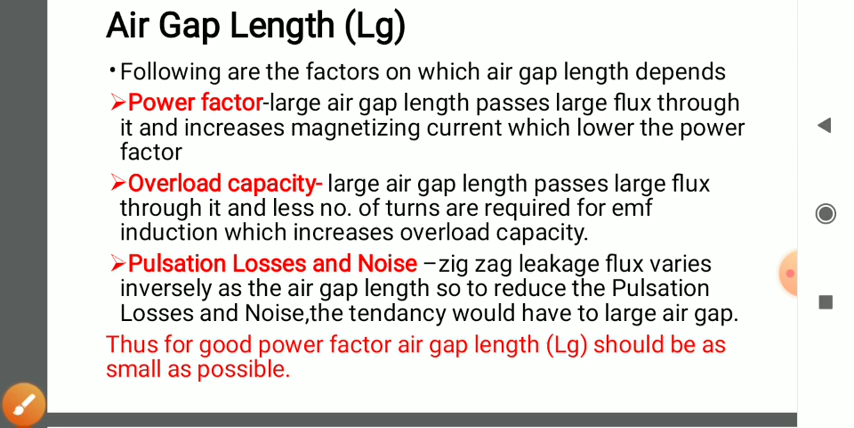 Air Gap Length (Lg)
•Following are the factors on which air gap length depends
➢Power factor-large air gap length passes large flux through
it and increases magnetizing current which lower the power
factor
➢Overload capacity- large air gap length passes large flux
through it and less no. of turns are required for emf
induction which increases overload capacity.
➢Pulsation Losses and Noise –zig zag leakage flux varies
inversely as the air gap length so to reduce the Pulsation
Losses and Noise,the tendancy would have to large air gap.
Thus for good power factor air gap length (Lg) should be as
small as possible.